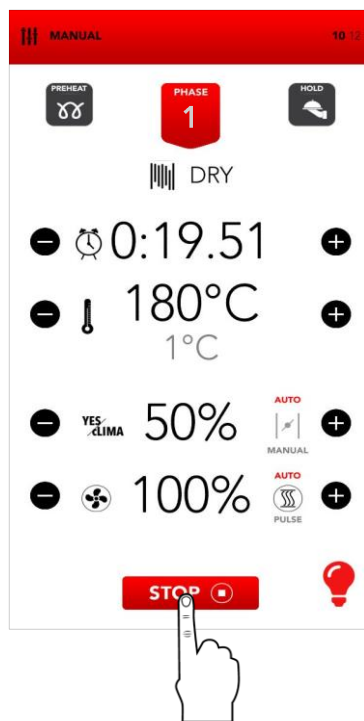 MANUAL 10 12
PREHEAT
PHASE
1
HOLD
DRY
0:19.51
180°C
1°C
YES/cLIMA 50% AUTO
MANUAL
100% AUTO
PULSE
STOP